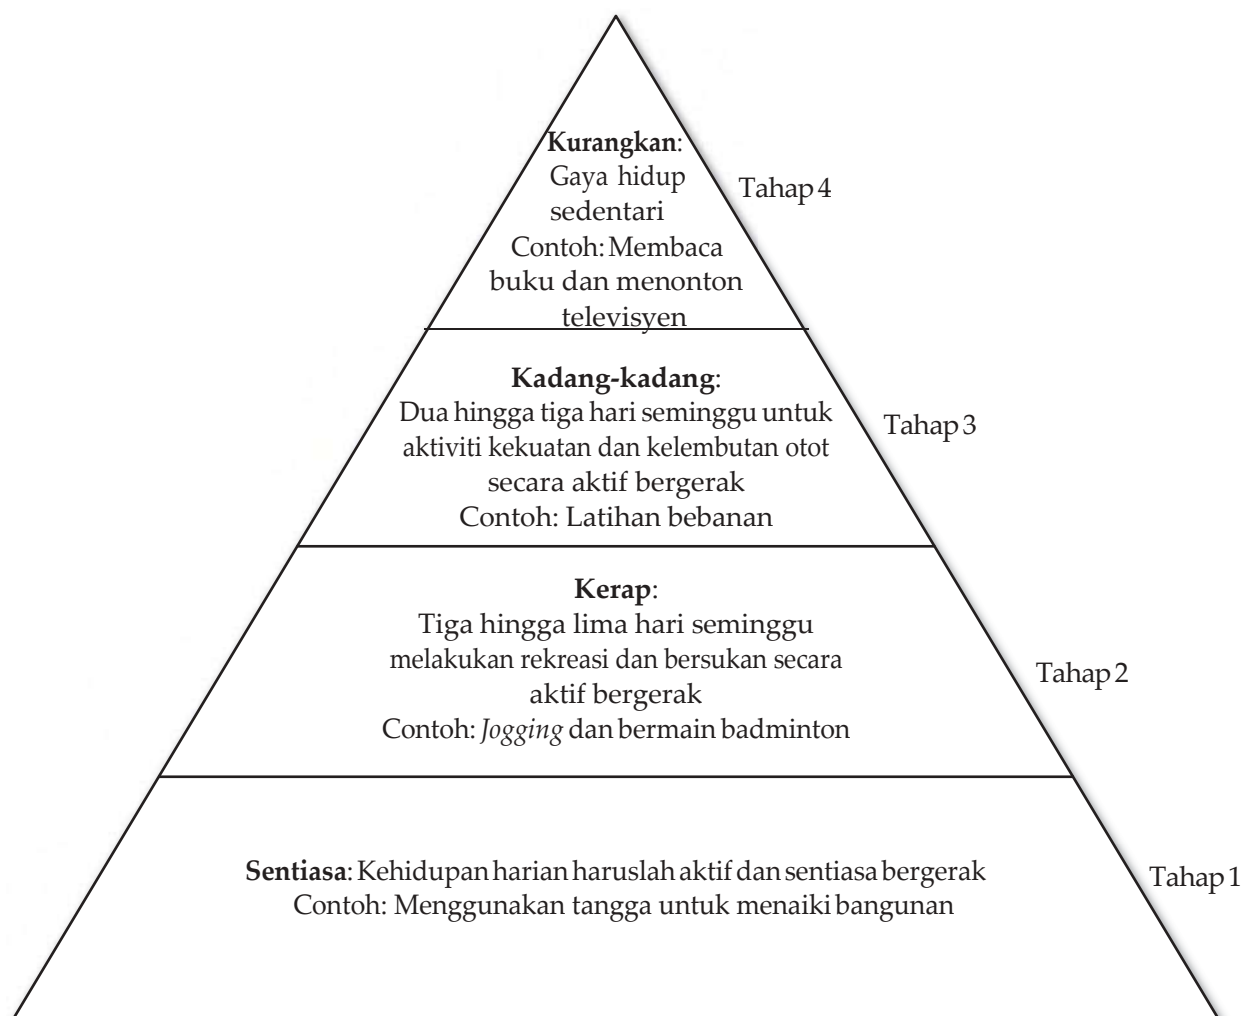 Kurangkan:
Gaya hidup
sedentari
Contoh: Membaca
buku dan menonton
televisyen
Tahap 4
Kadang-kadang:
Dua hingga tiga hari seminggu untuk
aktiviti kekuatan dan kelembutan otot
secara aktif bergerak
Contoh: Latihan bebanan
Tahap 3
Kerap:
Tiga hingga lima hari seminggu
melakukan rekreasi dan bersukan secara
aktif bergerak
Contoh: Jogging dan bermain badminton
Tahap 2
Sentiasa: Kehidupan harian haruslah aktif dan sentiasa bergerak
Contoh: Menggunakan tangga untuk menaiki bangunan
Tahap 1